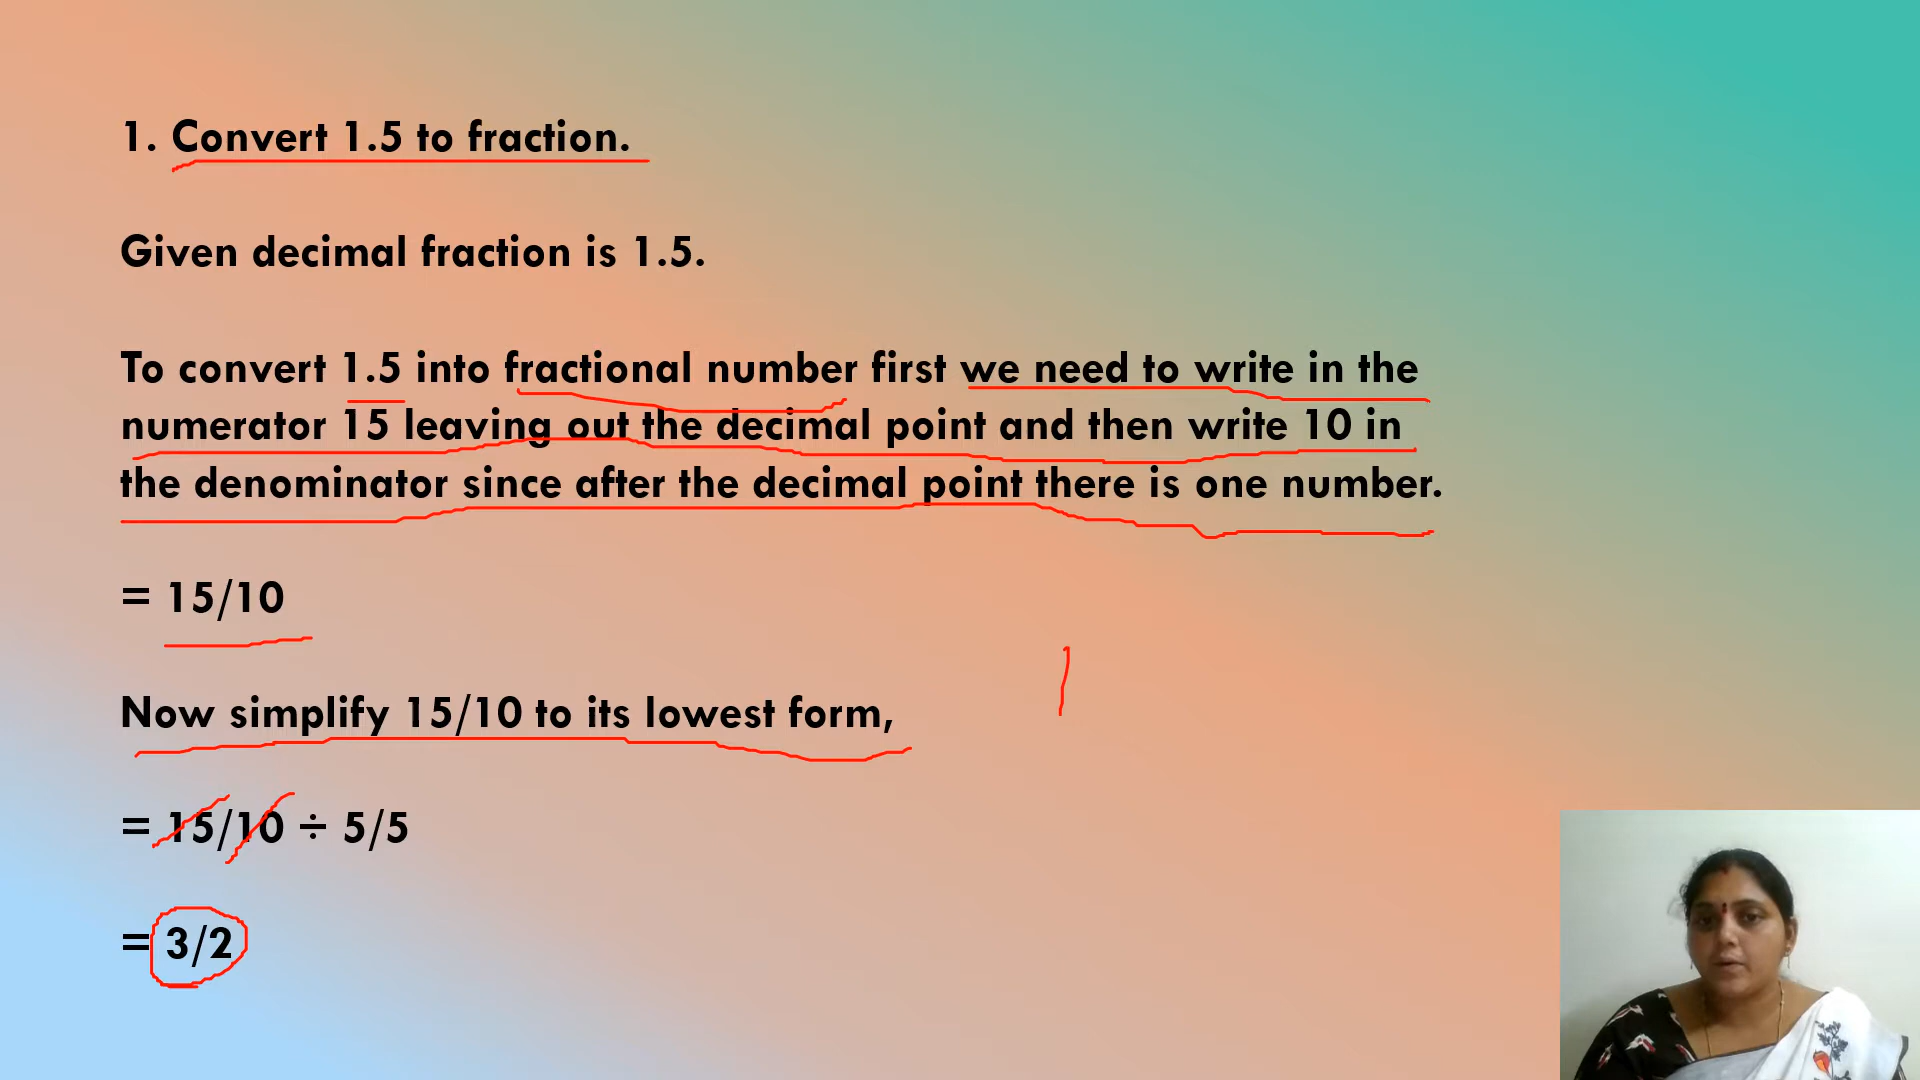 1. Convert 1.5 to fraction.
Given decimal fraction is 1.5.
To convert 1.5 into fractional number first we need to write in the
numerator 15 leaving out the decimal point and then write 10 in
the denominator since after the decimal point there is one number.
= 15/10
Now simplify 15/10 to its lowest form,
= 15/10 ÷ 5/5
= 3/2